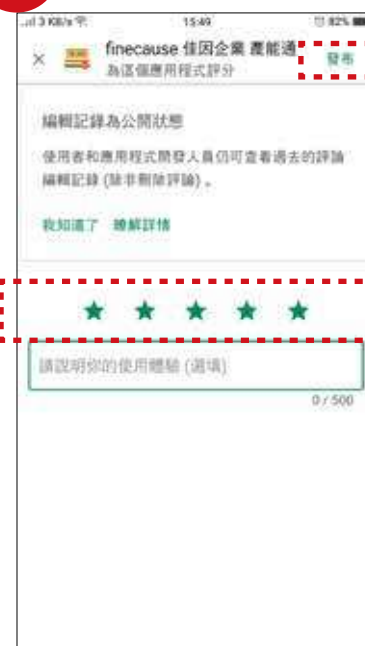 3 KB/s 15:49 82%
finecause 佳因企業 農能通
發布
為這個應用程式評分
編輯記錄為公開狀態
使用者和應用程式開發人員仍可查看過去的評論
編輯記錄 (除非刪除評論)。
我知道了 瞭解詳情
請說明你的使用體驗 (選填)
0 / 500